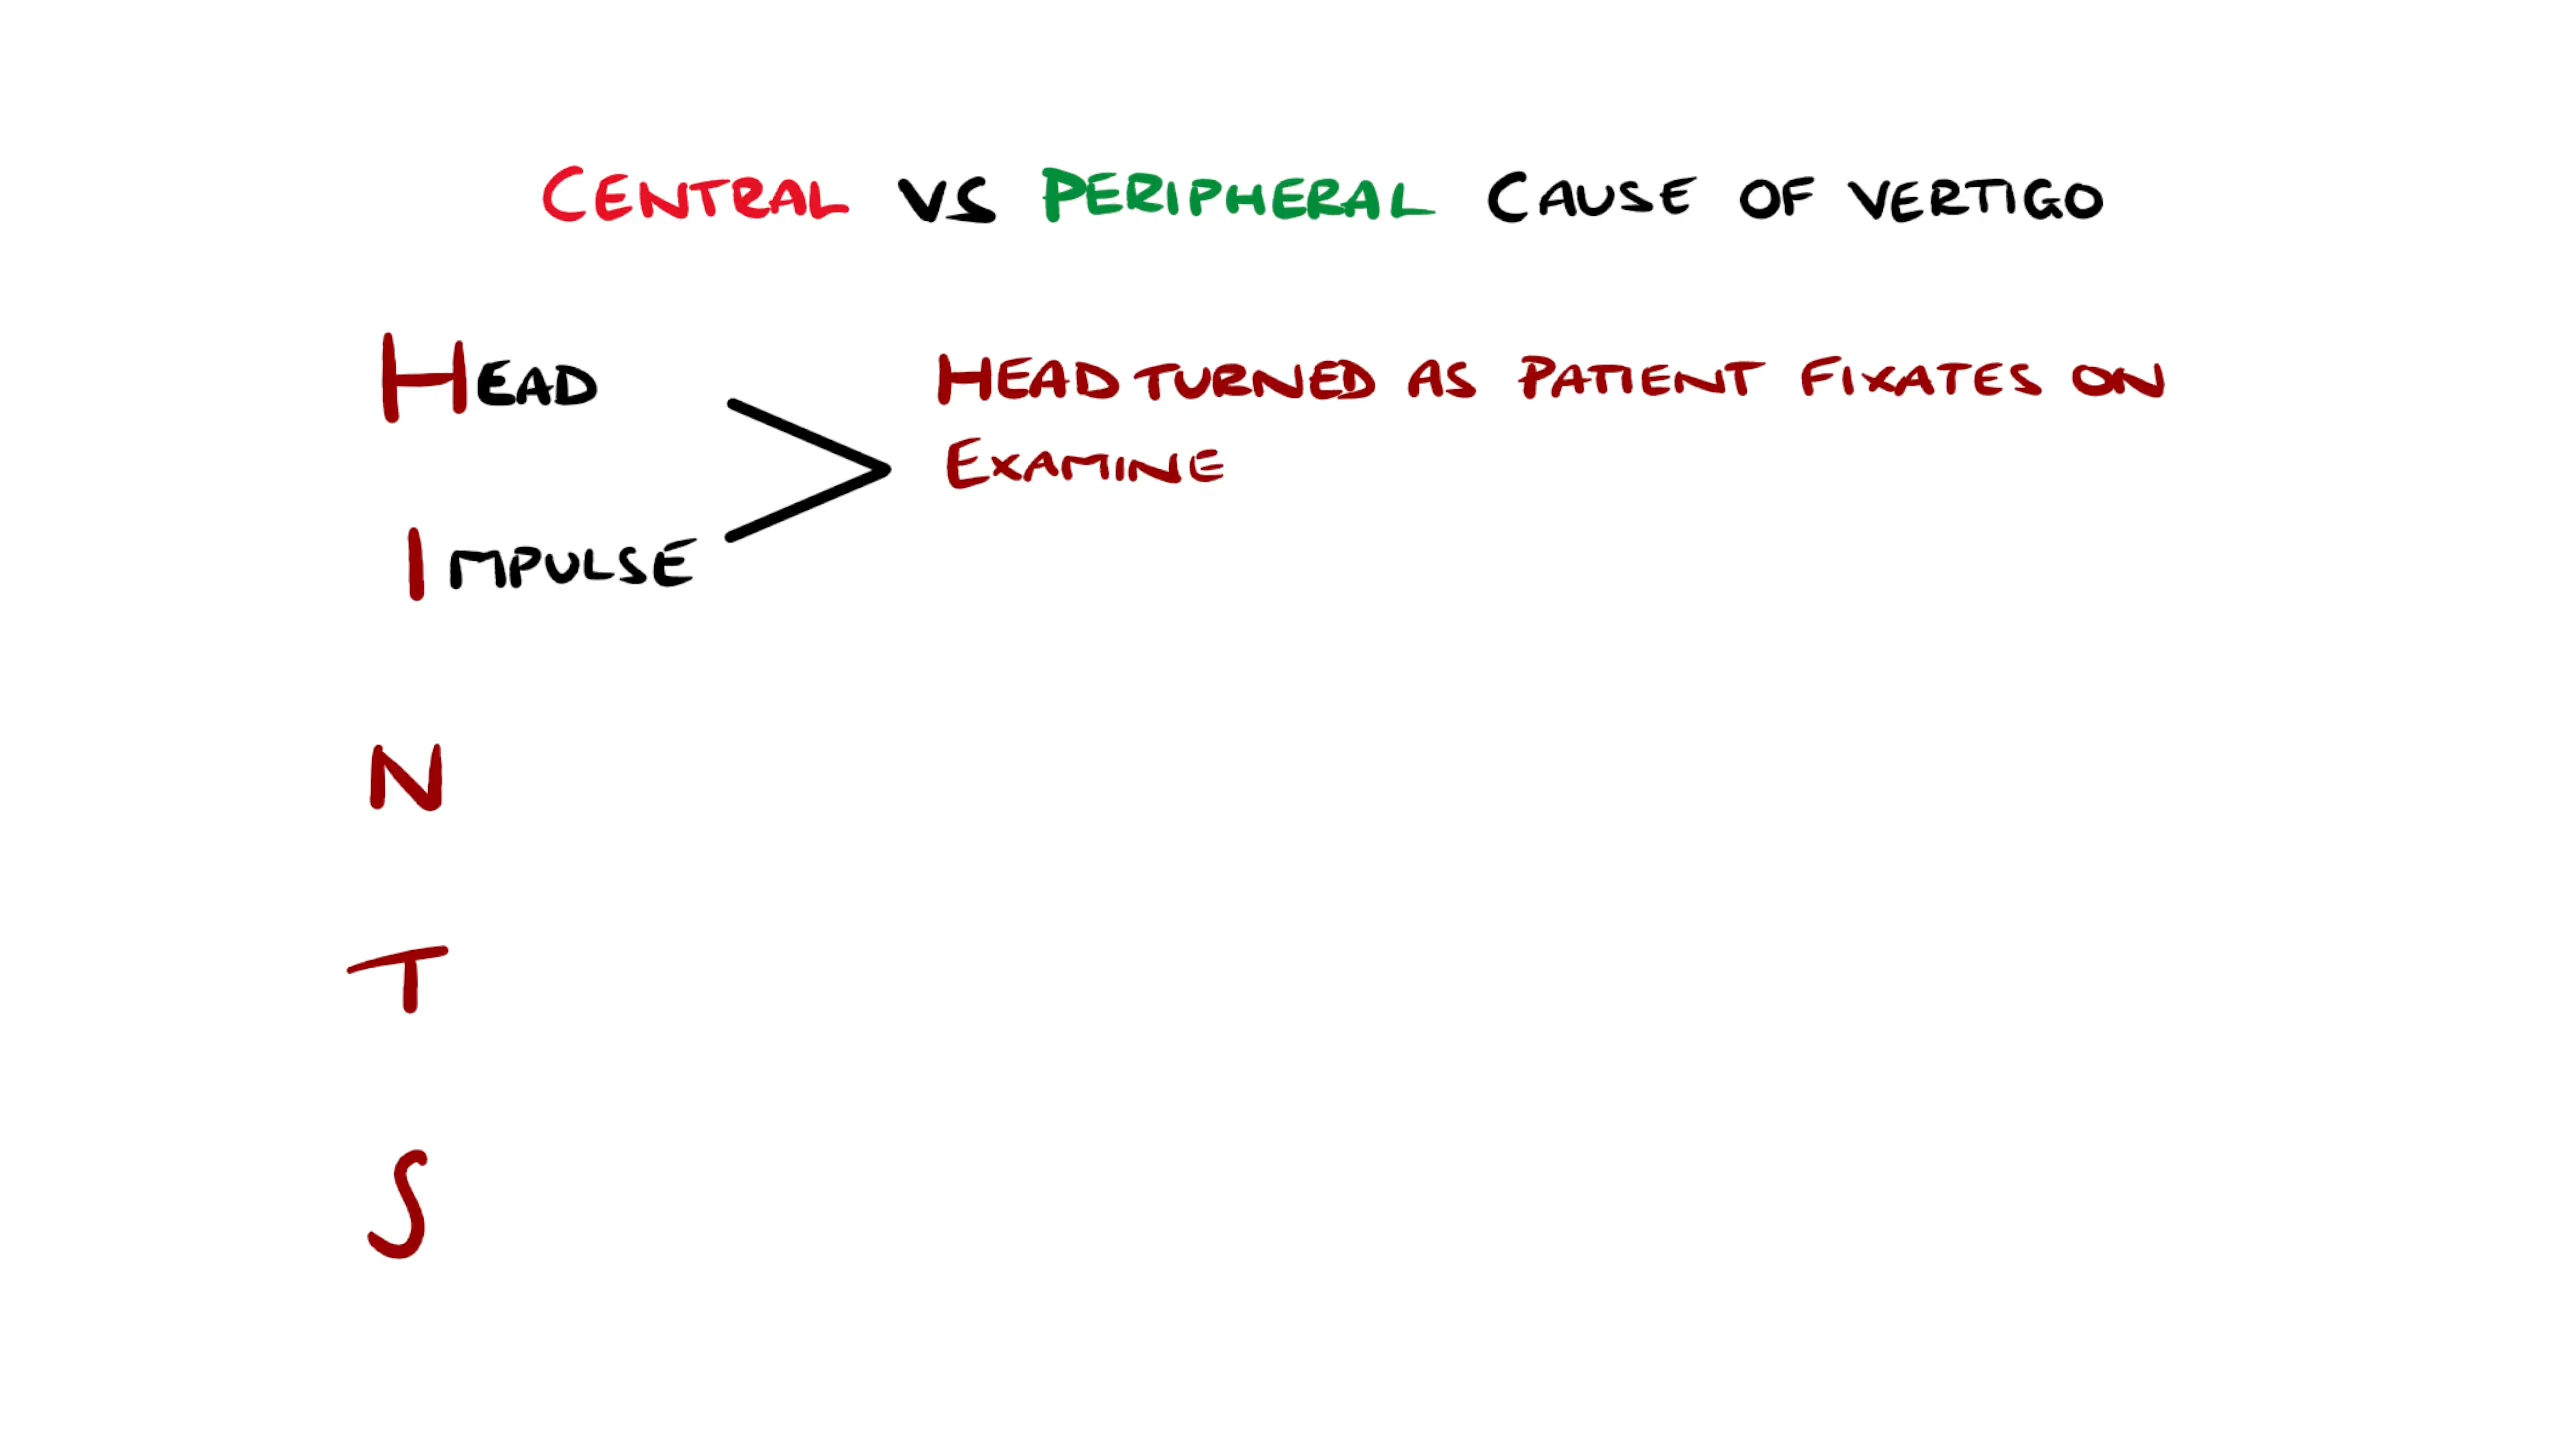 CENTRAL VS PERIPHERAL CAUSE OF VERTIGO
HEAD
HEAD TURNED AS PATIENT FIXATES ON
EXAMINE
IMPULSE
N
T
S